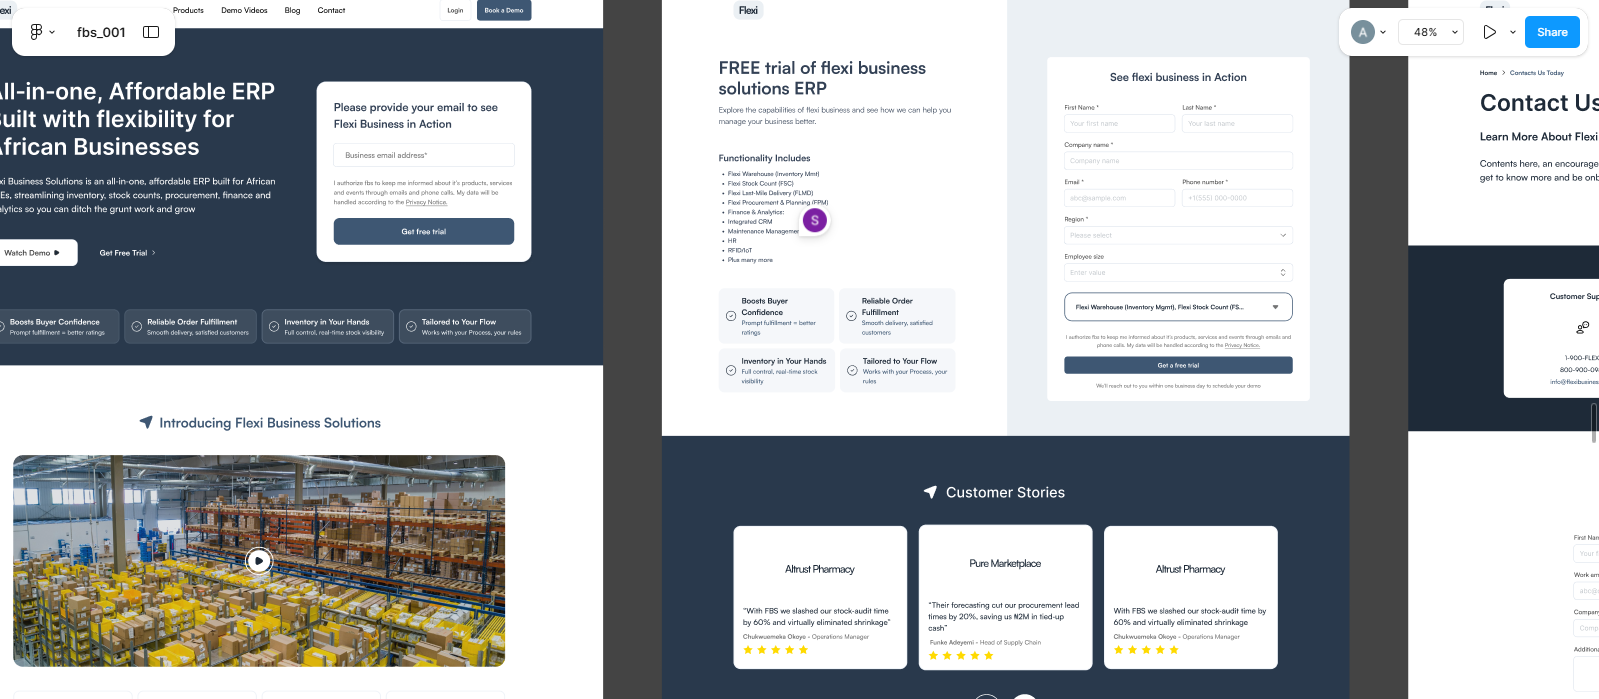 fbs_001
A
48%
Share
Products
Demo Videos
Blog
Contact
Login
Book a Demo
All-in-one, Affordable ERP
Built with flexibility for
African Businesses
Business Solutions is an all-in-one, affordable ERP built for African
streamlining inventory, stock counts, procurement, finance and
so you can ditch the grunt work and grow
Watch Demo
Get Free Trial
Please provide your email to see
Flexi Business in Action
Business email address*
I authorize fbs to keep me informed about it's products, services
and events through emails and phone calls. My data will be
handled according to the Privacy Notice.
Get free trial
Boosts Buyer Confidence
Prompt fulfillment = better ratings
Reliable Order Fulfillment
Smooth delivery, satisfied customers
Inventory in Your Hands
Full control, real-time stock visibility
Tailored to Your Flow
Works with your Process, your rules
Introducing Flexi Business Solutions
Flexi
FREE trial of flexi business
solutions ERP
Explore the capabilities of flexi business and see how we can help you
manage your business better.
Functionality Includes
• Flexi Warehouse (Inventory Mmt)
• Flexi Stock Count (FSC)
• Flexi Last-Mile Delivery (FLMD)
• Flexi Procurement & Planning (FPM)
• Finance & Analytics:
• Integrated CRM
• Maintenance Managemen
• HR
• RFID/IoT
• Plus many more
S
Boosts Buyer
Confidence
Prompt fulfillment = better
ratings
Reliable Order
Fulfillment
Smooth delivery, satisfied
customers
Inventory in Your Hands
Full control, real-time stock
visibility
Tailored to Your Flow
Works with your Process, your
rules
See flexi business in Action
First Name *
Last Name *
Your first name
Your last name
Company name *
Company name
Email *
Phone number *
abc@example.com
+1(555) 000-0000
Region *
Please select
Employee size
Enter value
Flexi Warehouse (Inventory Mgmt), Flexi Stock Count (FS...
I authorize fbs to keep me informed about it's products, services and events through emails and
phone calls. My data will be handled according to the Privacy Notice.
Get a free trial
We'll reach out to you within one business day to schedule your demo
Customer Stories
Altrust Pharmacy
"With FBS we slashed our stock-audit time
by 60% and virtually eliminated shrinkage"
Chukwuemeka Okoye - Operations Manager
Pure Marketplace
"Their forecasting cut our procurement lead
times by 20%, saving us ₦2M in tied-up
cash"
Funke Adeyemi - Head of Supply Chain
Altrust Pharmacy
With FBS we slashed our stock-audit time by
60% and virtually eliminated shrinkage
Chukwuemeka Okoye - Operations Manager
Home > Contacts Us Today
Contact Us
Learn More About Flexi
Contents here, an encourage
get to know more and be onb
Customer Sup
1-900-FLEX
800-900-09
info@flexibusines
First Nam
Your f
Work em
abc@
Company
Comp
Additiona